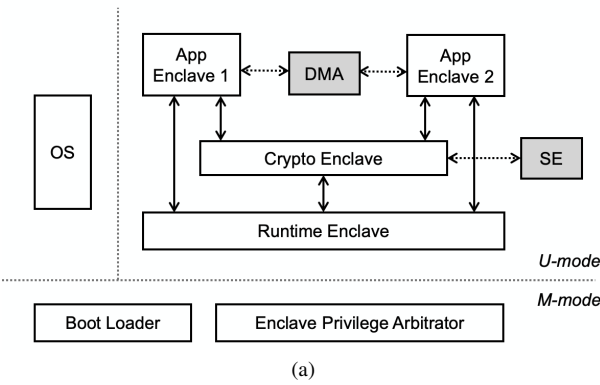 App
Enclave 1
DMA
App
Enclave 2
OS
Crypto Enclave
SE
Runtime Enclave
U-mode
M-mode
Boot Loader
Enclave Privilege Arbitrator
(a)